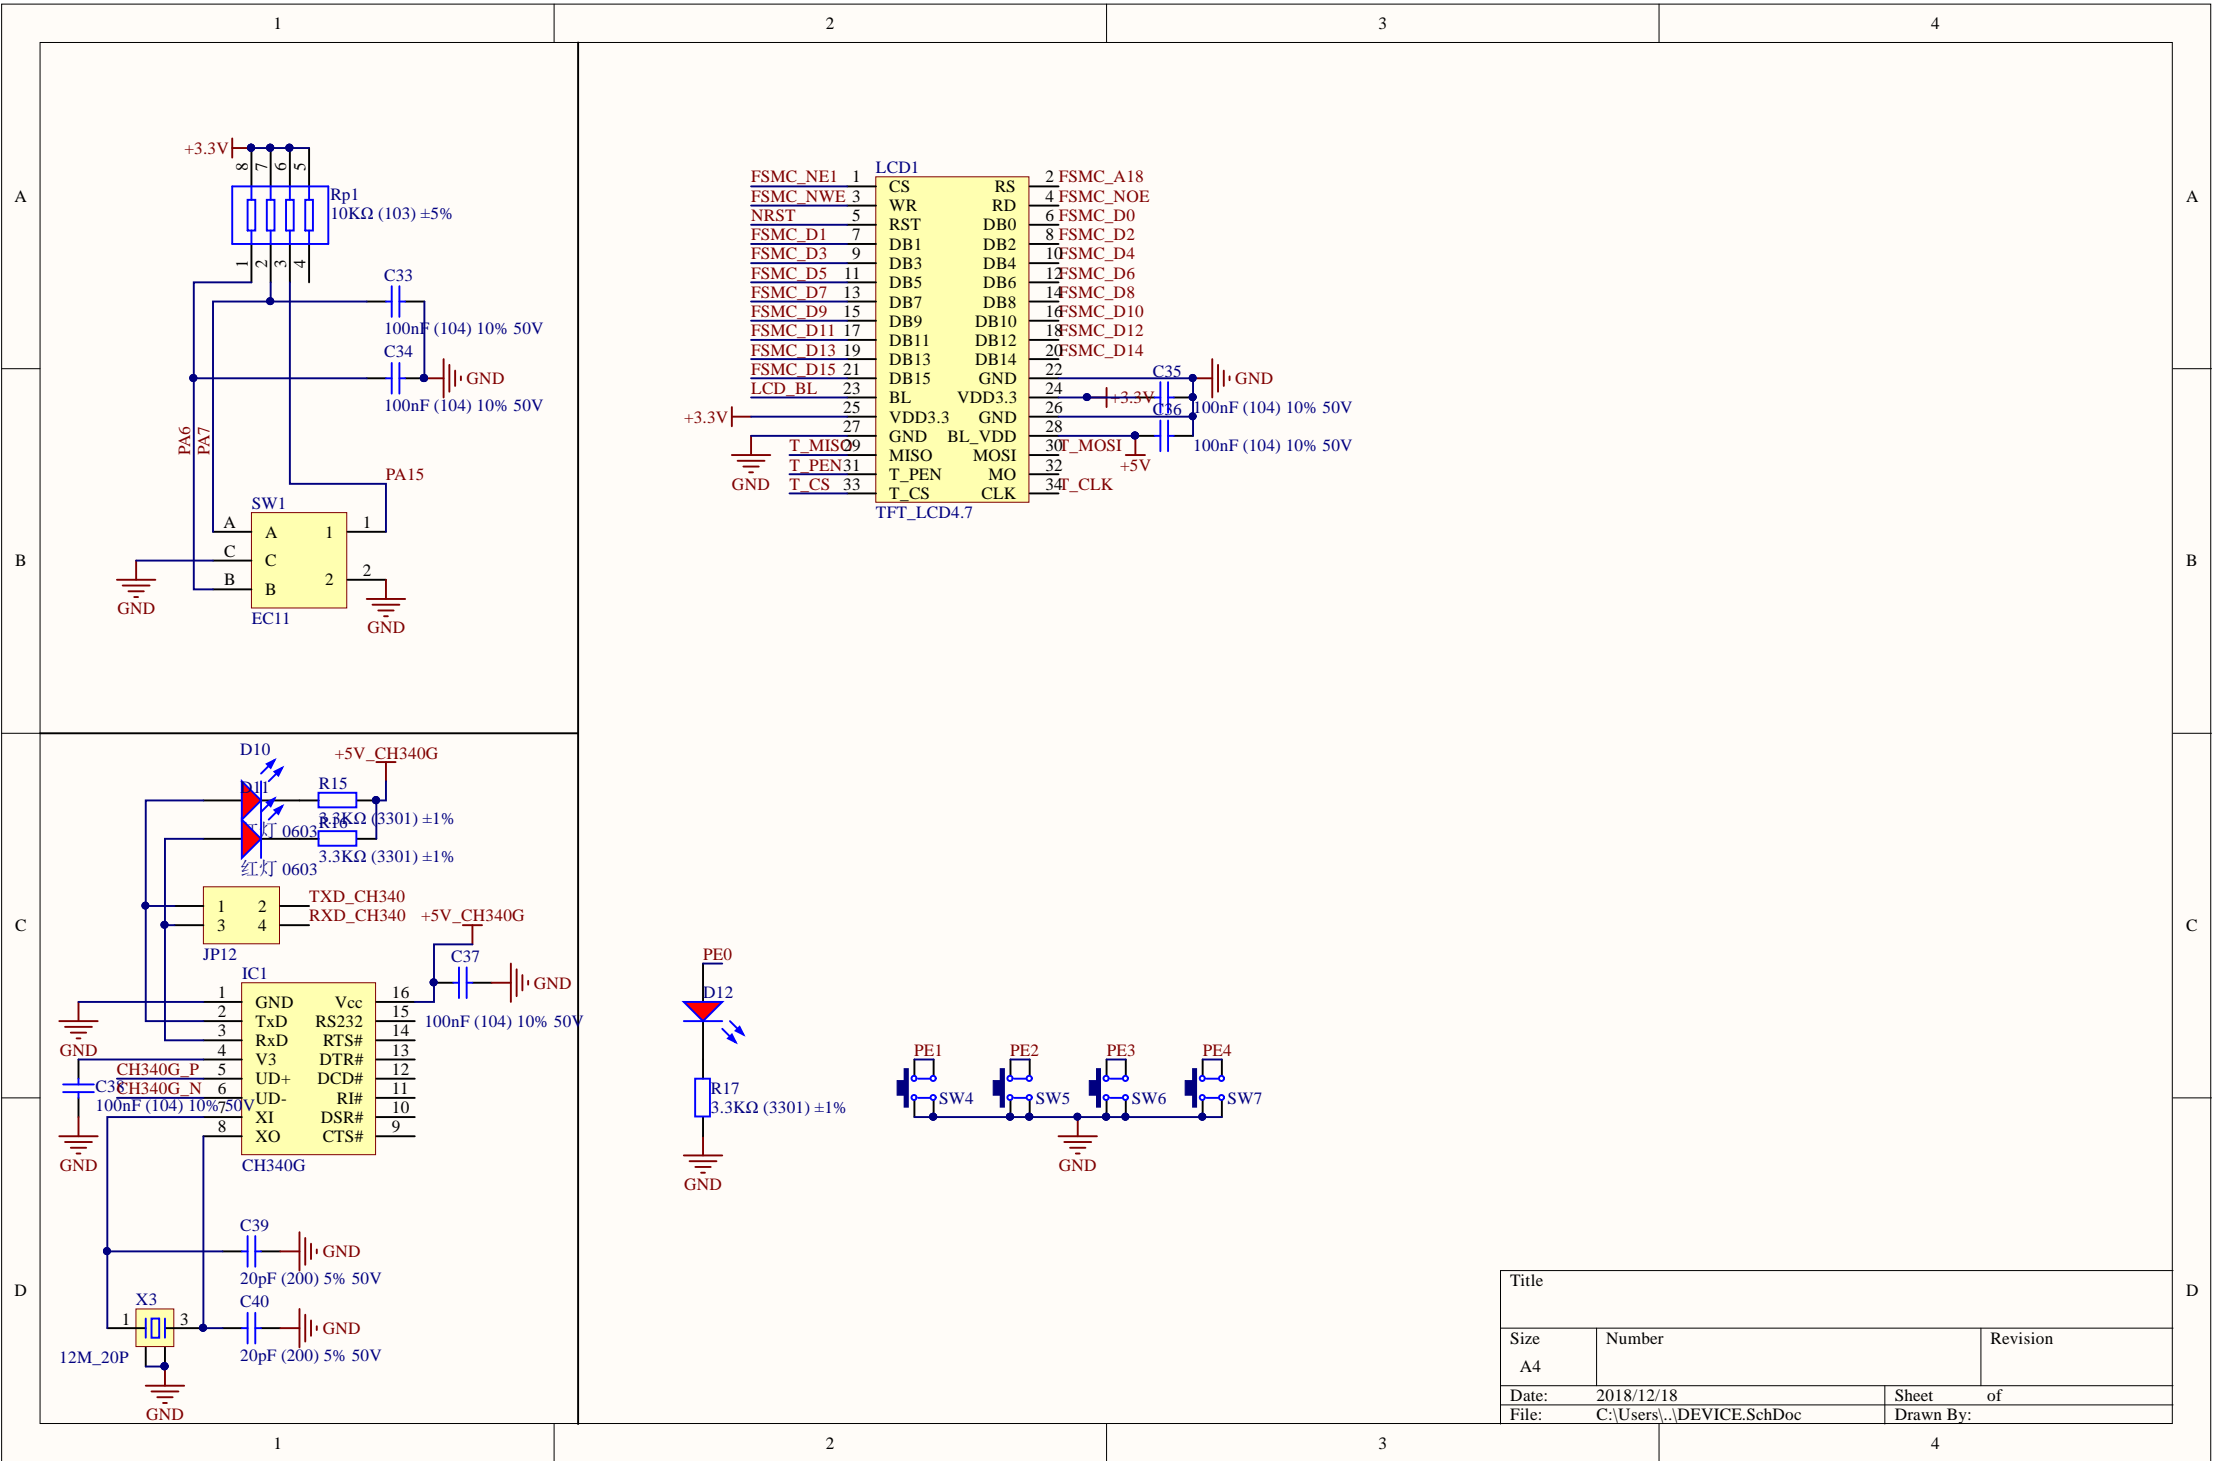 1
2
3
4
A
A
B
B
C
C
D
D
1
2
3
4
+3.3V
8
7
6
5
Rp1
10KΩ (103) ±5%
1
2
3
4
C33
100nF (104) 10% 50V
C34
GND
100nF (104) 10% 50V
PA6
PA7
PA15
SW1
A
A
1
1
C
C
B
B
2
2
GND
EC11
GND
LCD1
FSMC_NE1 1 CS RS 2 FSMC_A18
FSMC_NWE 3 WR RD 4 FSMC_NOE
NRST 5 RST DB0 6 FSMC_D0
FSMC_D1 7 DB1 DB2 8 FSMC_D2
FSMC_D3 9 DB3 DB4 10 FSMC_D4
FSMC_D5 11 DB5 DB6 12 FSMC_D6
FSMC_D7 13 DB7 DB8 14 FSMC_D8
FSMC_D9 15 DB9 DB10 16 FSMC_D10
FSMC_D11 17 DB11 DB12 18 FSMC_D12
FSMC_D13 19 DB13 DB14 20 FSMC_D14
FSMC_D15 21 DB15 GND 22
LCD_BL 23 BL VDD3.3 24 +3.3V
+3.3V 25 VDD3.3 GND 26
27 GND BL_VDD 28
T_MISO 29 MISO MOSI 30 T_MOSI
T_PEN 31 T_PEN MO 32
T_CS 33 T_CS CLK 34 T_CLK
GND
TFT_LCD4.7
C35
GND
100nF (104) 10% 50V
C36
100nF (104) 10% 50V
+5V
D10
+5V_CH340G
D11
R15
3.3KΩ (3301) ±1%
红灯 0603
R16
3.3KΩ (3301) ±1%
红灯 0603
1 2 TXD_CH340
3 4 RXD_CH340
JP12
+5V_CH340G
C37
GND
100nF (104) 10% 50V
IC1
1 GND Vcc 16
2 TxD RS232 15
3 RxD RTS# 14
4 V3 DTR# 13
CH340G_P 5 UD+ DCD# 12
CH340G_N 6 UD- RI# 11
7 XI DSR# 10
8 XO CTS# 9
GND
C38
100nF (104) 10% 50V
GND
CH340G
C39
GND
20pF (200) 5% 50V
X3
1
3
C40
GND
20pF (200) 5% 50V
12M_20P
GND
PE0
D12
R17
3.3KΩ (3301) ±1%
GND
PE1
PE2
PE3
PE4
SW4
SW5
SW6
SW7
GND
Title
Size
Number
Revision
A4
Date:
2018/12/18
Sheet of
File:
C:\Users\..\DEVICE.SchDoc
Drawn By: